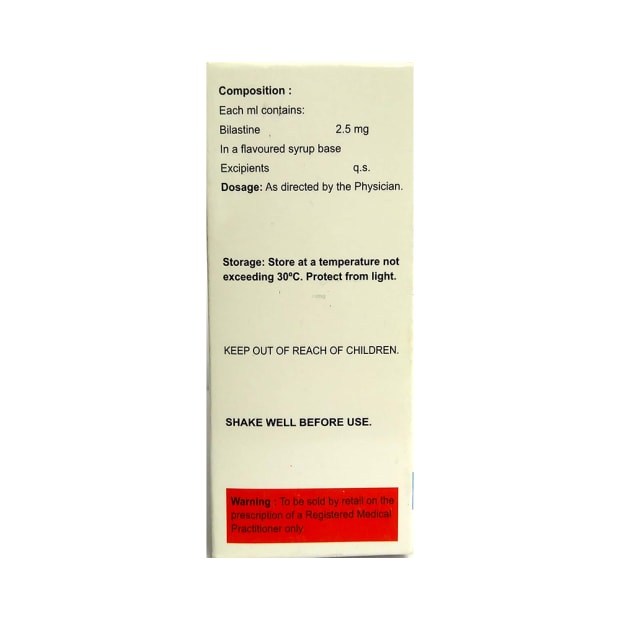 Composition :
Each ml contains:
Bilastine 2.5 mg
In a flavoured syrup base
Excipients q.s.
Dosage: As directed by the Physician.
Storage: Store at a temperature not
exceeding 30ºC. Protect from light.
KEEP OUT OF REACH OF CHILDREN.
SHAKE WELL BEFORE USE.
Warning : To be sold by retail on the
prescription of a Registered Medical
Practitioner only.